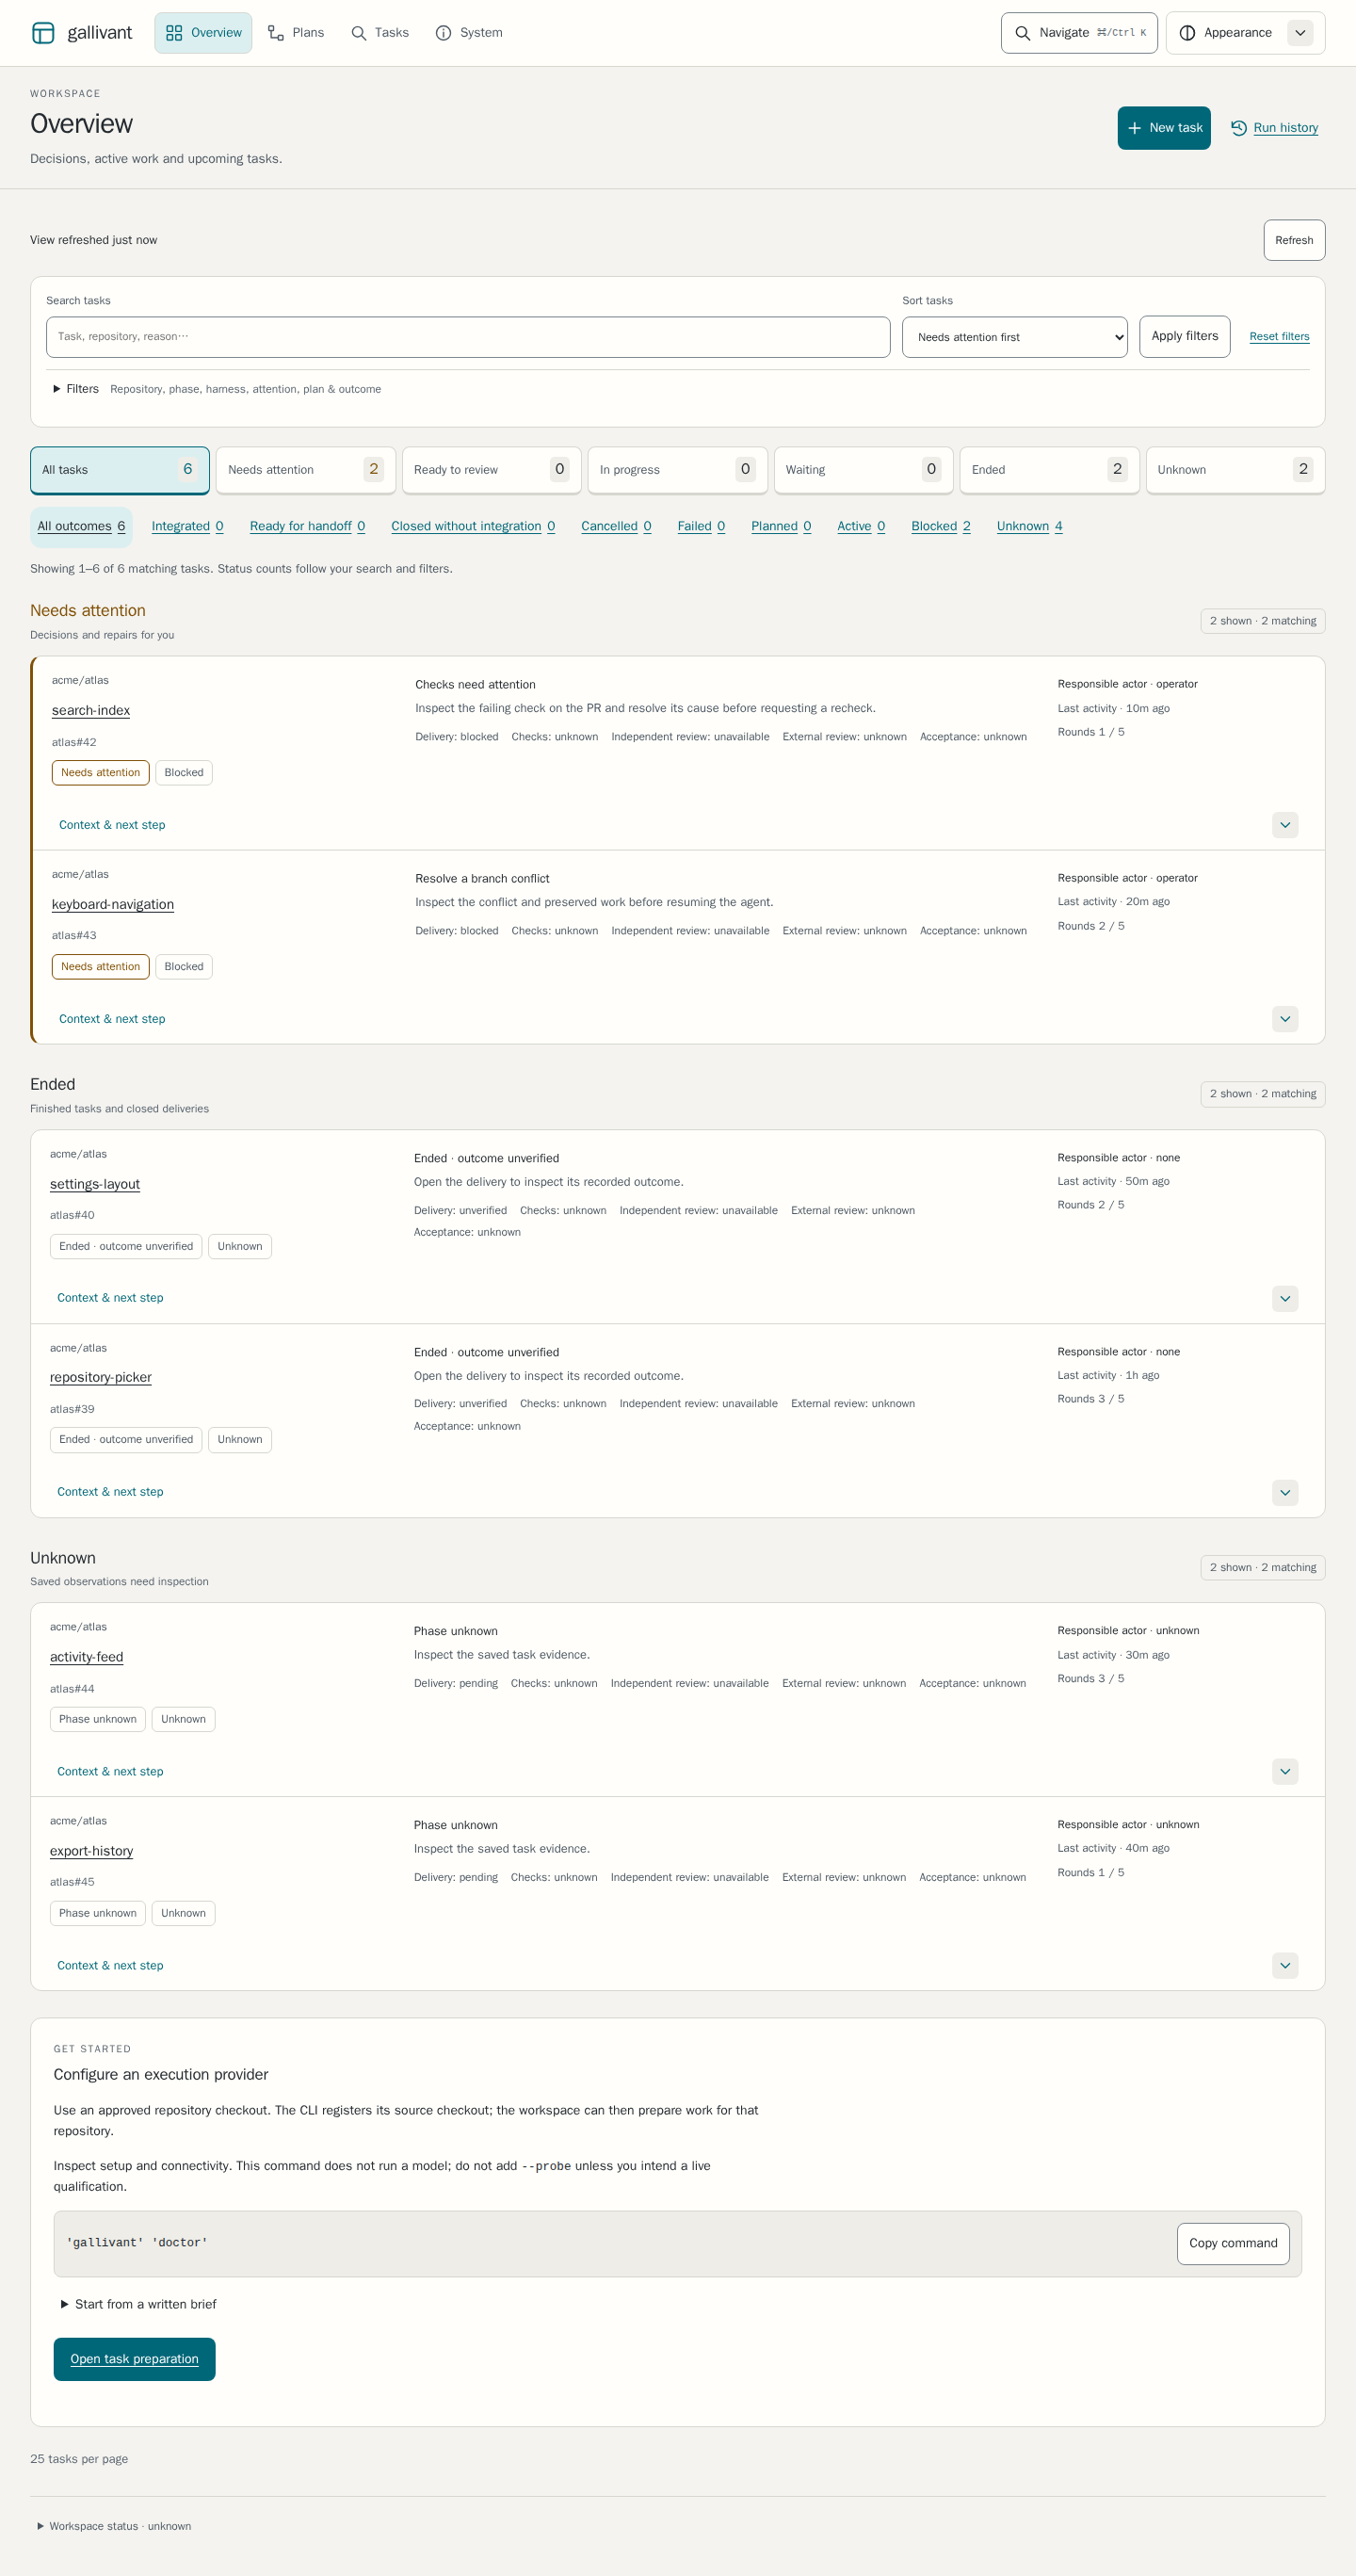 gallivant
Overview
Plans
Tasks
System
Navigate ⌘/Ctrl K
Appearance
WORKSPACE
Overview
Decisions, active work and upcoming tasks.
New task
Run history
View refreshed just now
Refresh
Search tasks
Sort tasks
Task, repository, reason…
Needs attention first
Apply filters
Reset filters
Filters Repository, phase, harness, attention, plan & outcome
All tasks 6
Needs attention 2
Ready to review 0
In progress 0
Waiting 0
Ended 2
Unknown 2
All outcomes 6 Integrated 0 Ready for handoff 0 Closed without integration 0 Cancelled 0 Failed 0 Planned 0 Active 0 Blocked 2 Unknown 4
Showing 1–6 of 6 matching tasks. Status counts follow your search and filters.
Needs attention
Decisions and repairs for you
2 shown · 2 matching
acme/atlas
search-index
atlas#42
Needs attention Blocked
Checks need attention
Inspect the failing check on the PR and resolve its cause before requesting a recheck.
Delivery: blocked Checks: unknown Independent review: unavailable External review: unknown Acceptance: unknown
Responsible actor · operator
Last activity · 10m ago
Rounds 1 / 5
Context & next step
acme/atlas
keyboard-navigation
atlas#43
Needs attention Blocked
Resolve a branch conflict
Inspect the conflict and preserved work before resuming the agent.
Delivery: blocked Checks: unknown Independent review: unavailable External review: unknown Acceptance: unknown
Responsible actor · operator
Last activity · 20m ago
Rounds 2 / 5
Context & next step
Ended
Finished tasks and closed deliveries
2 shown · 2 matching
acme/atlas
settings-layout
atlas#40
Ended · outcome unverified Unknown
Ended · outcome unverified
Open the delivery to inspect its recorded outcome.
Delivery: unverified Checks: unknown Independent review: unavailable External review: unknown
Acceptance: unknown
Responsible actor · none
Last activity · 50m ago
Rounds 2 / 5
Context & next step
acme/atlas
repository-picker
atlas#39
Ended · outcome unverified Unknown
Ended · outcome unverified
Open the delivery to inspect its recorded outcome.
Delivery: unverified Checks: unknown Independent review: unavailable External review: unknown
Acceptance: unknown
Responsible actor · none
Last activity · 1h ago
Rounds 3 / 5
Context & next step
Unknown
Saved observations need inspection
2 shown · 2 matching
acme/atlas
activity-feed
atlas#44
Phase unknown Unknown
Phase unknown
Inspect the saved task evidence.
Delivery: pending Checks: unknown Independent review: unavailable External review: unknown Acceptance: unknown
Responsible actor · unknown
Last activity · 30m ago
Rounds 3 / 5
Context & next step
acme/atlas
export-history
atlas#45
Phase unknown Unknown
Phase unknown
Inspect the saved task evidence.
Delivery: pending Checks: unknown Independent review: unavailable External review: unknown Acceptance: unknown
Responsible actor · unknown
Last activity · 40m ago
Rounds 1 / 5
Context & next step
GET STARTED
Configure an execution provider
Use an approved repository checkout. The CLI registers its source checkout; the workspace can then prepare work for that
repository.
Inspect setup and connectivity. This command does not run a model; do not add --probe unless you intend a live
qualification.
'gallivant' 'doctor'
Copy command
Start from a written brief
Open task preparation
25 tasks per page
Workspace status · unknown